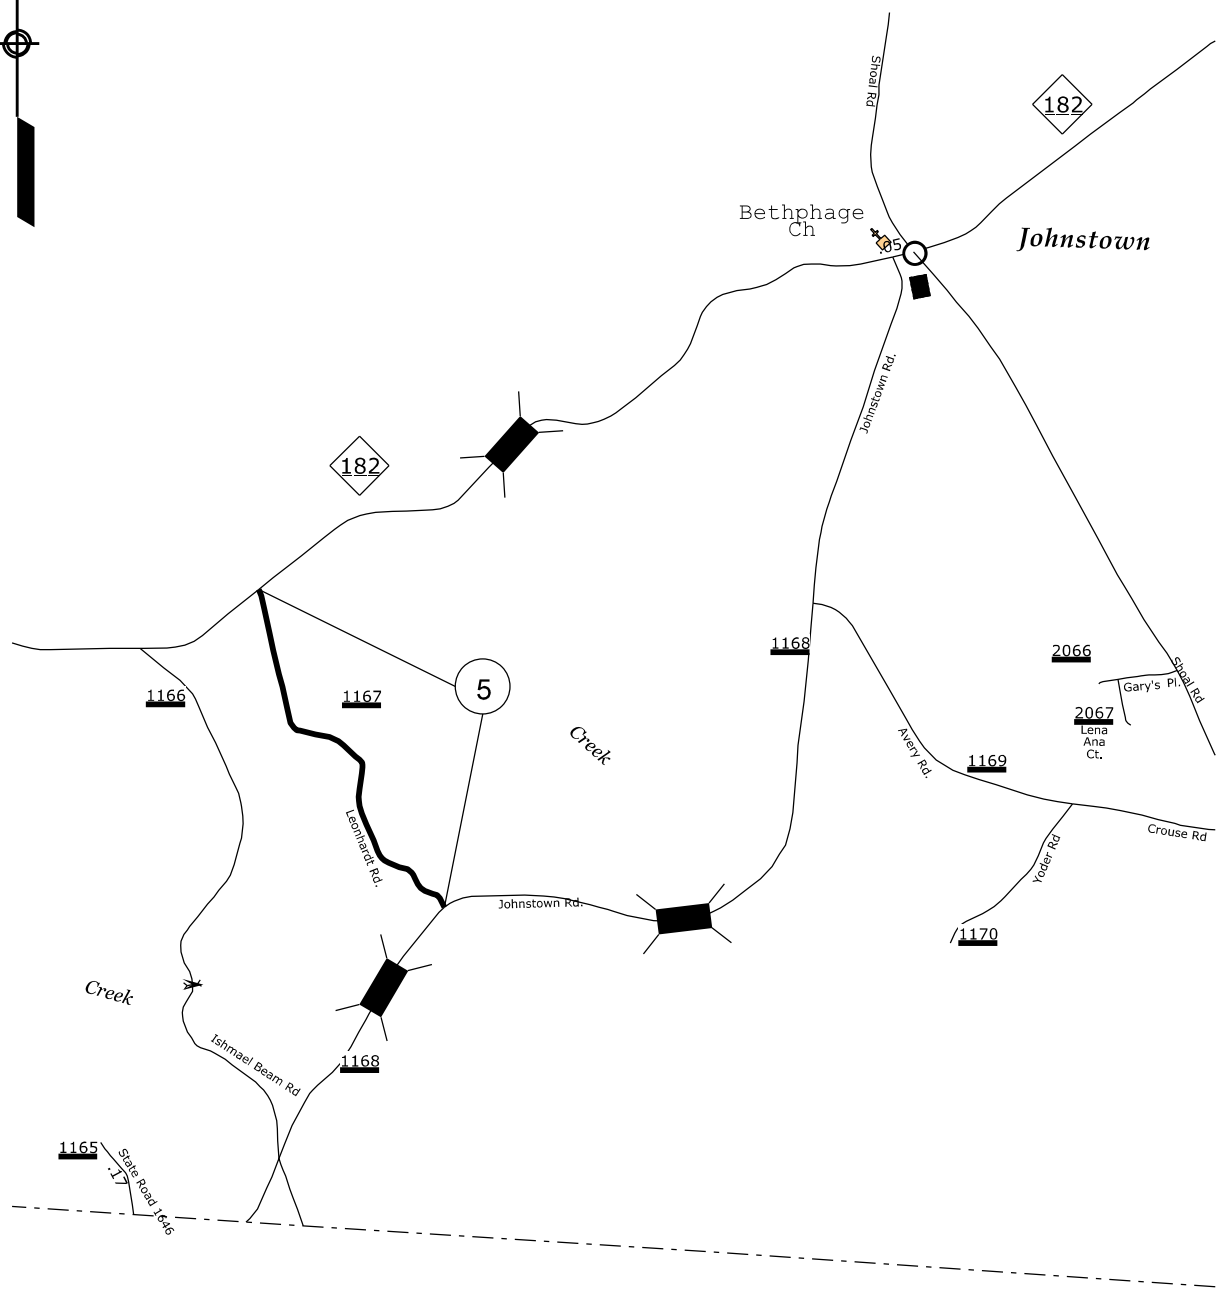 Shoal Rd
182
Bethphage
Ch
.05
Johnstown
Johnstown Rd.
182
1168
2066
Shoal Rd
Gary's Pl.
1166
1167
5
2067
Lena
Ana
Ct.
Creek
Avery Rd.
1169
Leonhardt Rd.
Crouse Rd
Yoder Rd
Johnstown Rd.
1170
Creek
Ishmael Beam Rd
1168
1165
.17
State Road 1646